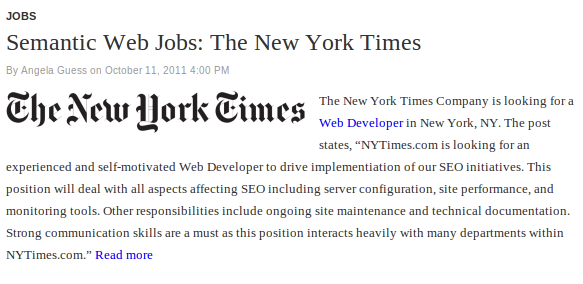 JOBS
Semantic Web Jobs: The New York Times
By Angela Guess on October 11, 2011 4:00 PM
The New York Times
The New York Times Company is looking for a
Web Developer in New York, NY. The post
states, “NYTimes.com is looking for an
experienced and self-motivated Web Developer to drive implementation of our SEO initiatives. This
position will deal with all aspects affecting SEO including server configuration, site performance, and
monitoring tools. Other responsibilities include ongoing site maintenance and technical documentation.
Strong communication skills are a must as this position interacts heavily with many departments within
NYTimes.com.” Read more